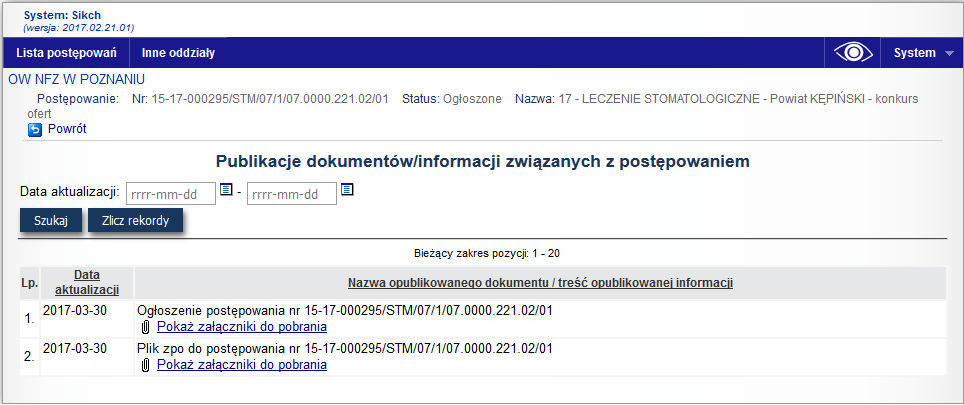 System: Sikch
(wersja: 2017.02.21.01)
Lista postępowań Inne oddziały System
OW NFZ W POZNANIU
Postępowanie: Nr: 15-17-000295/STM/07/1/07.0000.221.02/01 Status: Ogłoszone Nazwa: 17 - LECZENIE STOMATOLOGICZNE - Powiat KĘPIŃSKI - konkurs
ofert
Powrót
Publikacje dokumentów/informacji związanych z postępowaniem
Data aktualizacji: rrrr-mm-dd - rrrr-mm-dd
Szukaj Zlicz rekordy
Bieżący zakres pozycji: 1 - 20
Lp. Data aktualizacji Nazwa opublikowanego dokumentu / treść opublikowanej informacji
1. 2017-03-30 Ogłoszenie postępowania nr 15-17-000295/STM/07/1/07.0000.221.02/01
Pokaż załączniki do pobrania
2. 2017-03-30 Plik zpo do postępowania nr 15-17-000295/STM/07/1/07.0000.221.02/01
Pokaż załączniki do pobrania